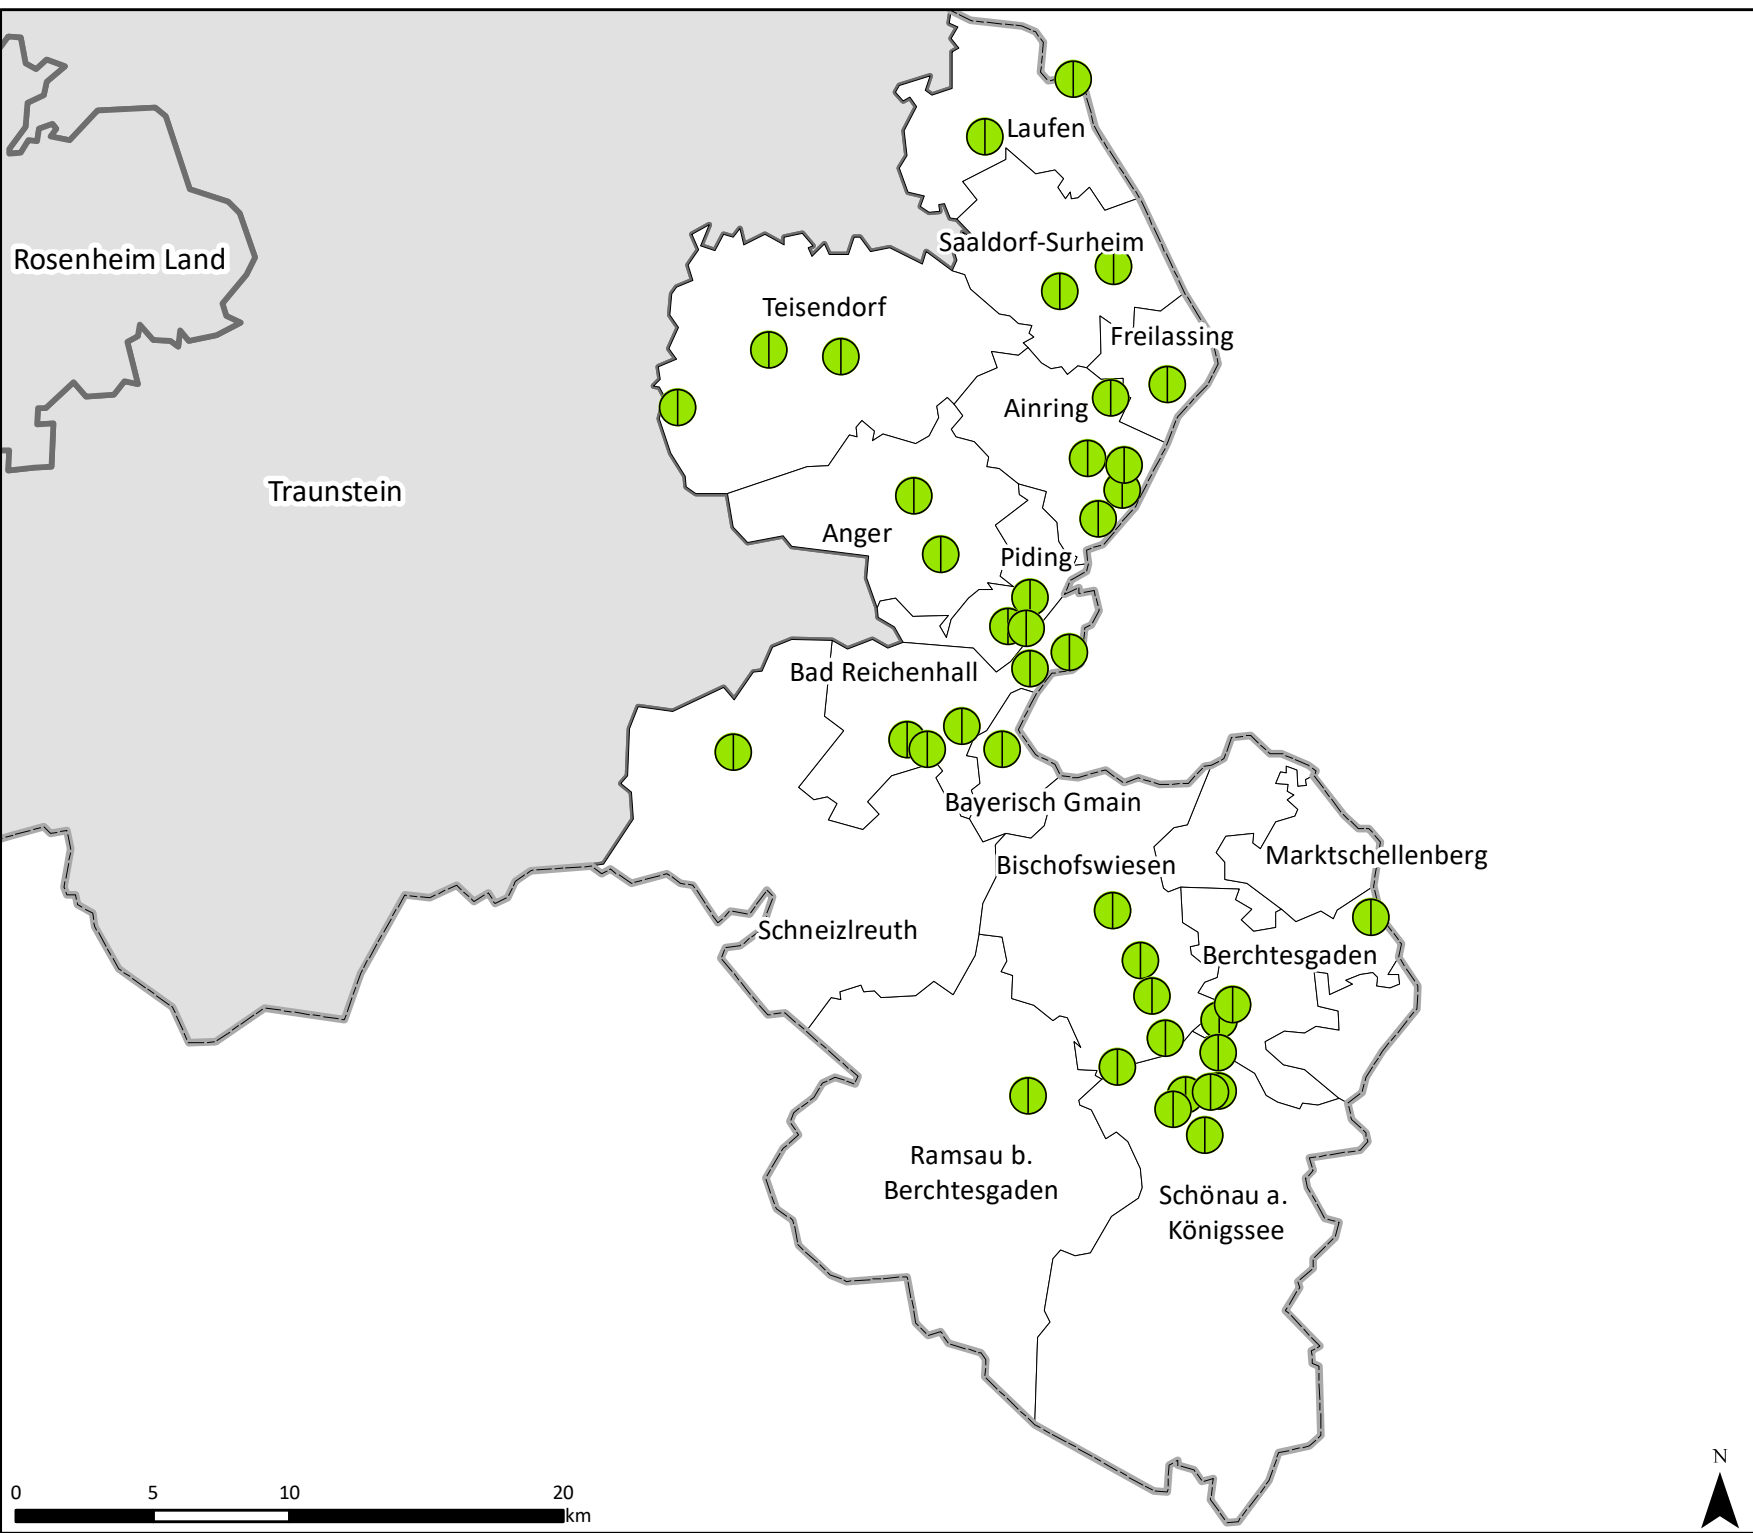 Laufen
Saaldorf-Surheim
Rosenheim Land
Teisendorf
Freilassing
Ainring
Traunstein
Anger
Piding
Bad Reichenhall
Bayerisch Gmain
Bischofswiesen
Marktschellenberg
Schneizlreuth
Berchtesgaden
Ramsau b.
Berchtesgaden
Schönau a.
Königssee
N
0 5 10 20
km